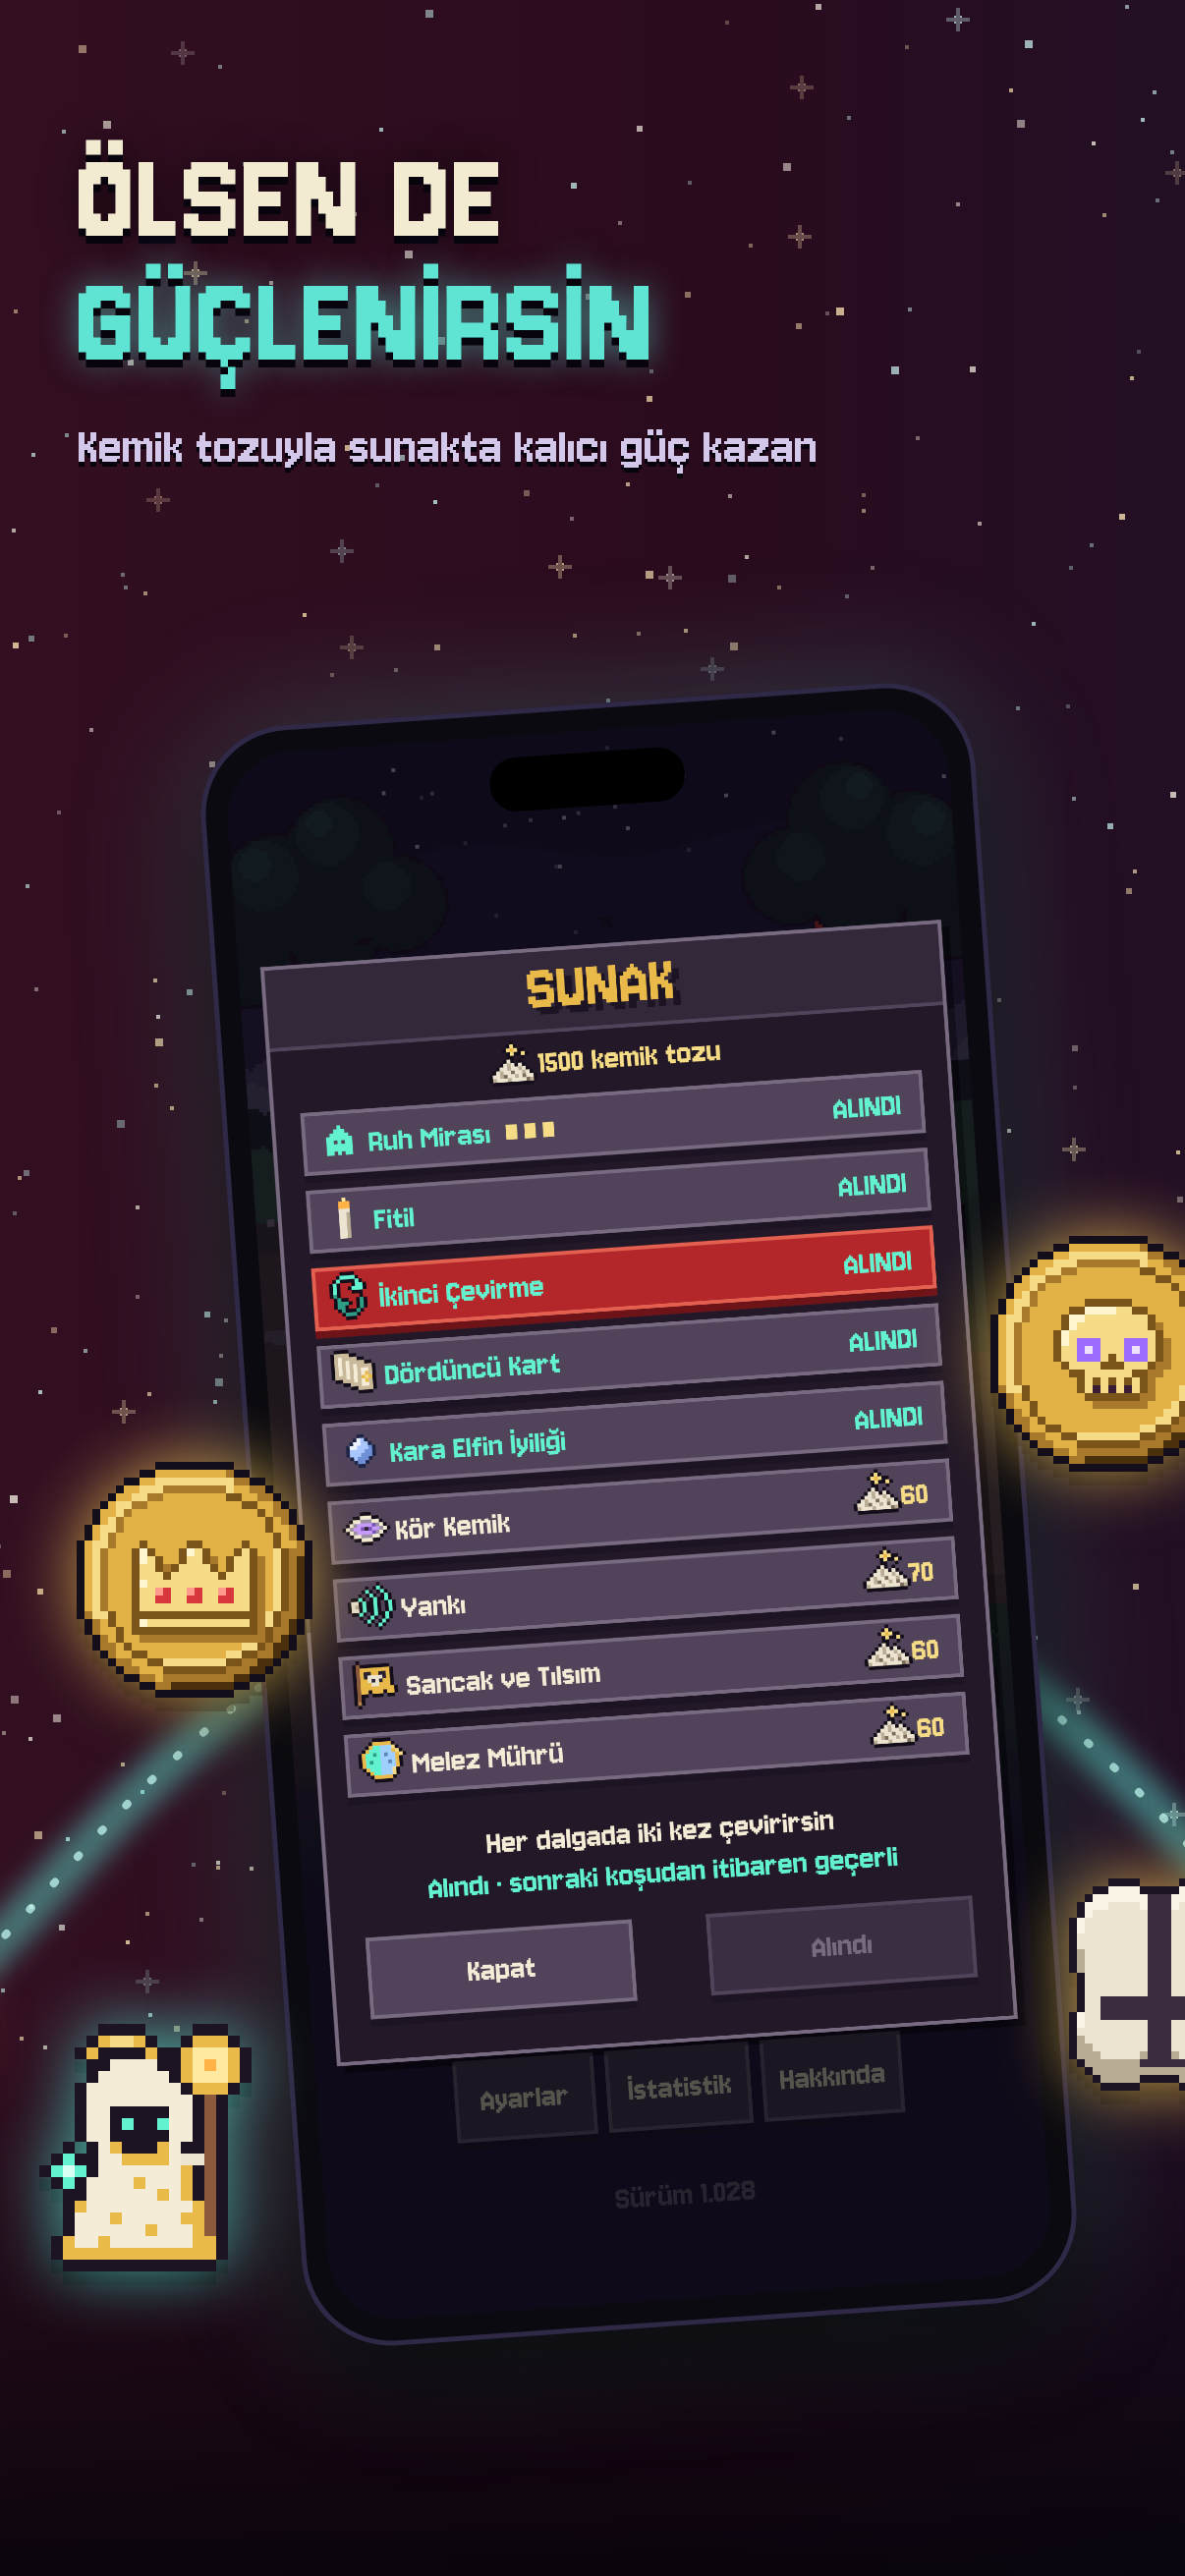 ÖLSEN DE
GÜÇLENİRSİN
Kemik tozuyla sunakta kalıcı güç kazan
SUNAK
1500 kemik tozu
Ruh Mirası ALINDI
Fitil ALINDI
İkinci Çevirme ALINDI
Dördüncü Kart ALINDI
Kara Elfin İyiliği ALINDI
Kör Kemik 60
Yankı 70
Sancak ve Tılsım 60
Melez Mührü 60
Her dalgada iki kez çevirirsin
Alındı · sonraki koşudan itibaren geçerli
Kapat Alındı
Ayarlar İstatistik Hakkında
Sürüm 1.028